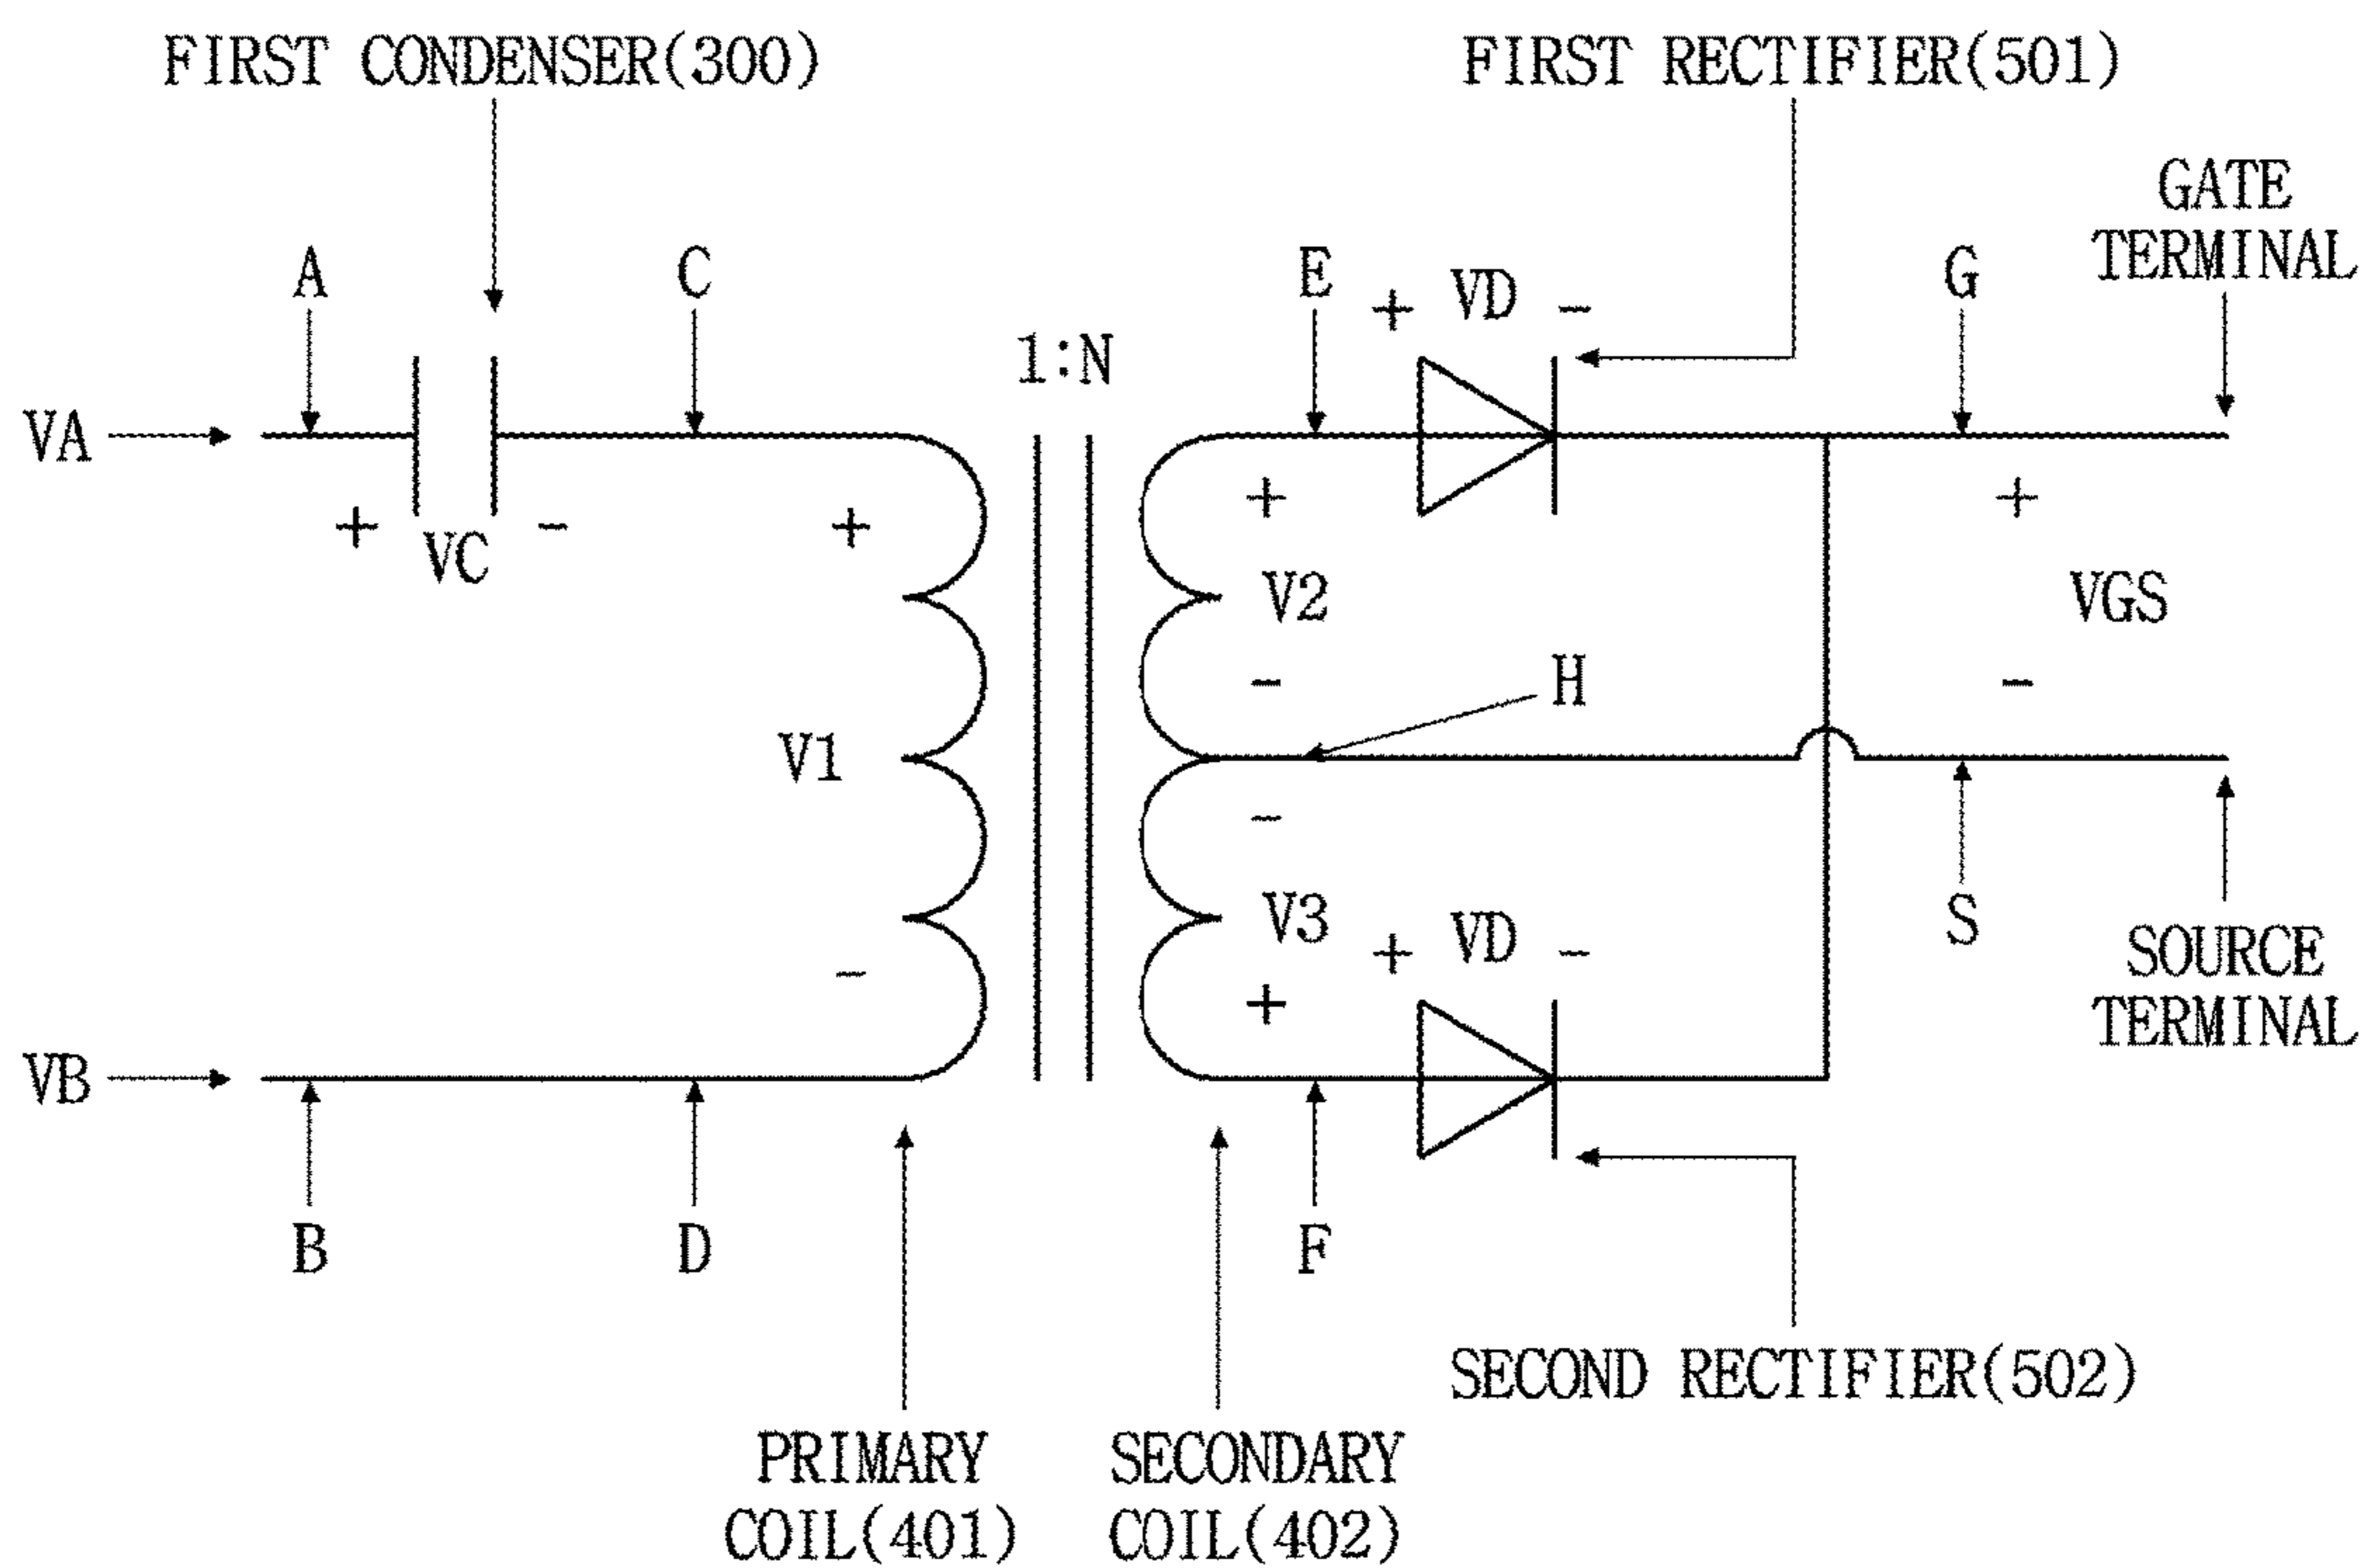 FIRST CONDENSER(300)
FIRST RECTIFIER(501)
GATE
TERMINAL
A
C
E
+ VD -
G
1:N
VA
+ VC -
+
V1
-
+
V2
-
H
+
VGS
-
-
V3
+
+ VD -
S
SOURCE
TERMINAL
VB
B
D
F
SECOND RECTIFIER(502)
PRIMARY
COIL(401)
SECONDARY
COIL(402)